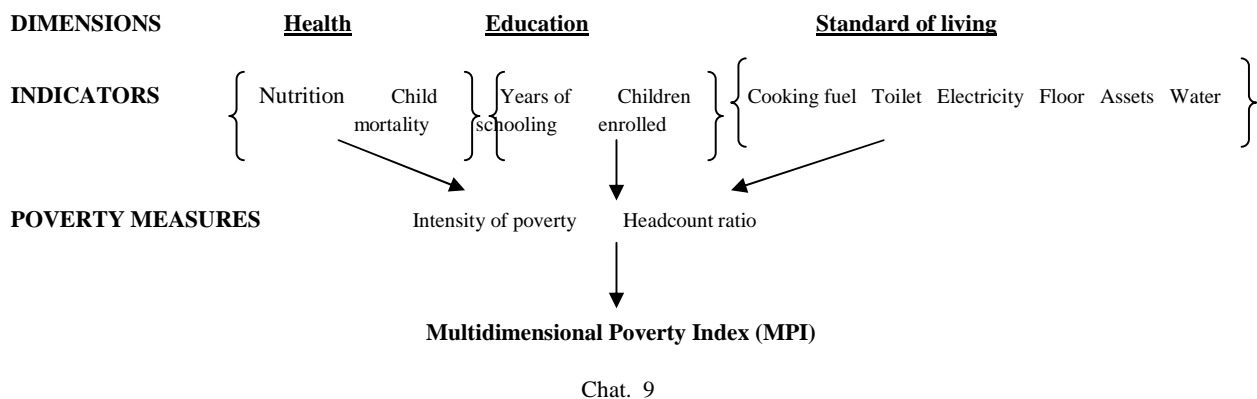 DIMENSIONS Health Education Standard of living
INDICATORS Nutrition Child Years of Children Cooking fuel Toilet Electricity Floor Assets Water
mortality schooling enrolled
POVERTY MEASURES Intensity of poverty Headcount ratio
Multidimensional Poverty Index (MPI)
Chat. 9